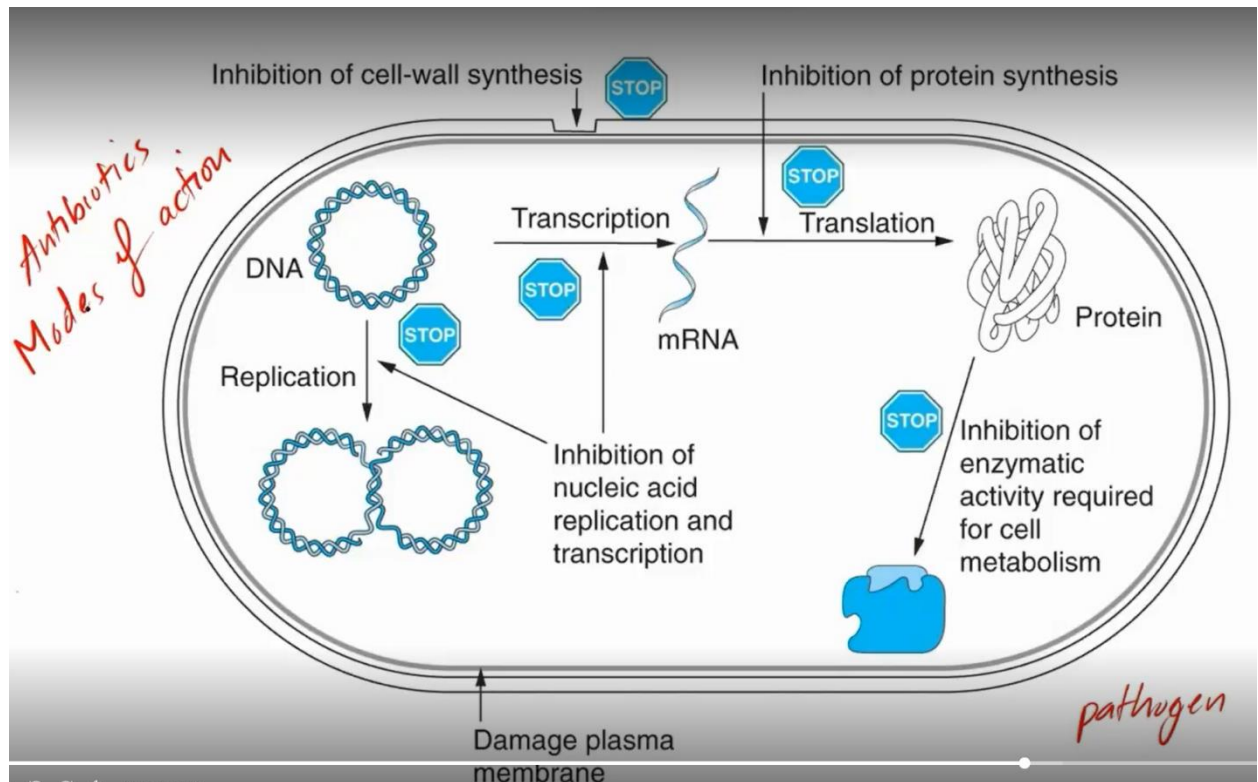 Inhibition of cell-wall synthesis
STOP
Inhibition of protein synthesis
Antibiotics
Modes of action
DNA
Transcription
STOP
mRNA
STOP
Translation
Protein
STOP
Replication
Inhibition of
nucleic acid
replication and
transcription
STOP
Inhibition of
enzymatic
activity required
for cell
metabolism
Damage plasma
membrane
pathogen